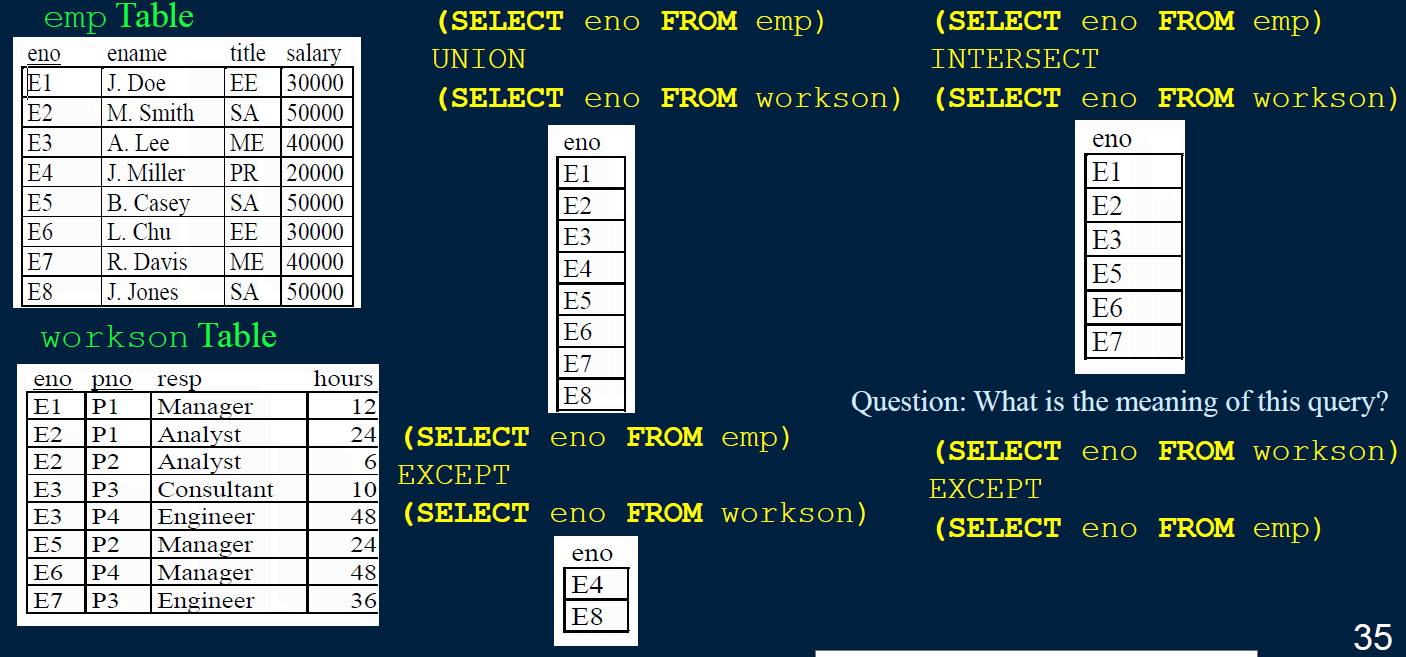 emp Table
eno ename title salary
E1 J. Doe EE 30000
E2 M. Smith SA 50000
E3 A. Lee ME 40000
E4 J. Miller PR 20000
E5 B. Casey SA 50000
E6 L. Chu EE 30000
E7 R. Davis ME 40000
E8 J. Jones SA 50000
workson Table
eno pno resp hours
E1 P1 Manager 12
E2 P1 Analyst 24
E2 P2 Analyst 6
E3 P3 Consultant 10
E3 P4 Engineer 48
E5 P2 Manager 24
E6 P4 Manager 48
E7 P3 Engineer 36
(SELECT eno FROM emp)
UNION
(SELECT eno FROM workson)
eno
E1
E2
E3
E4
E5
E6
E7
E8
(SELECT eno FROM emp)
EXCEPT
(SELECT eno FROM workson)
eno
E4
E8
(SELECT eno FROM emp)
INTERSECT
(SELECT eno FROM workson)
eno
E1
E2
E3
E5
E6
E7
Question: What is the meaning of this query?
(SELECT eno FROM workson)
EXCEPT
(SELECT eno FROM emp)
35